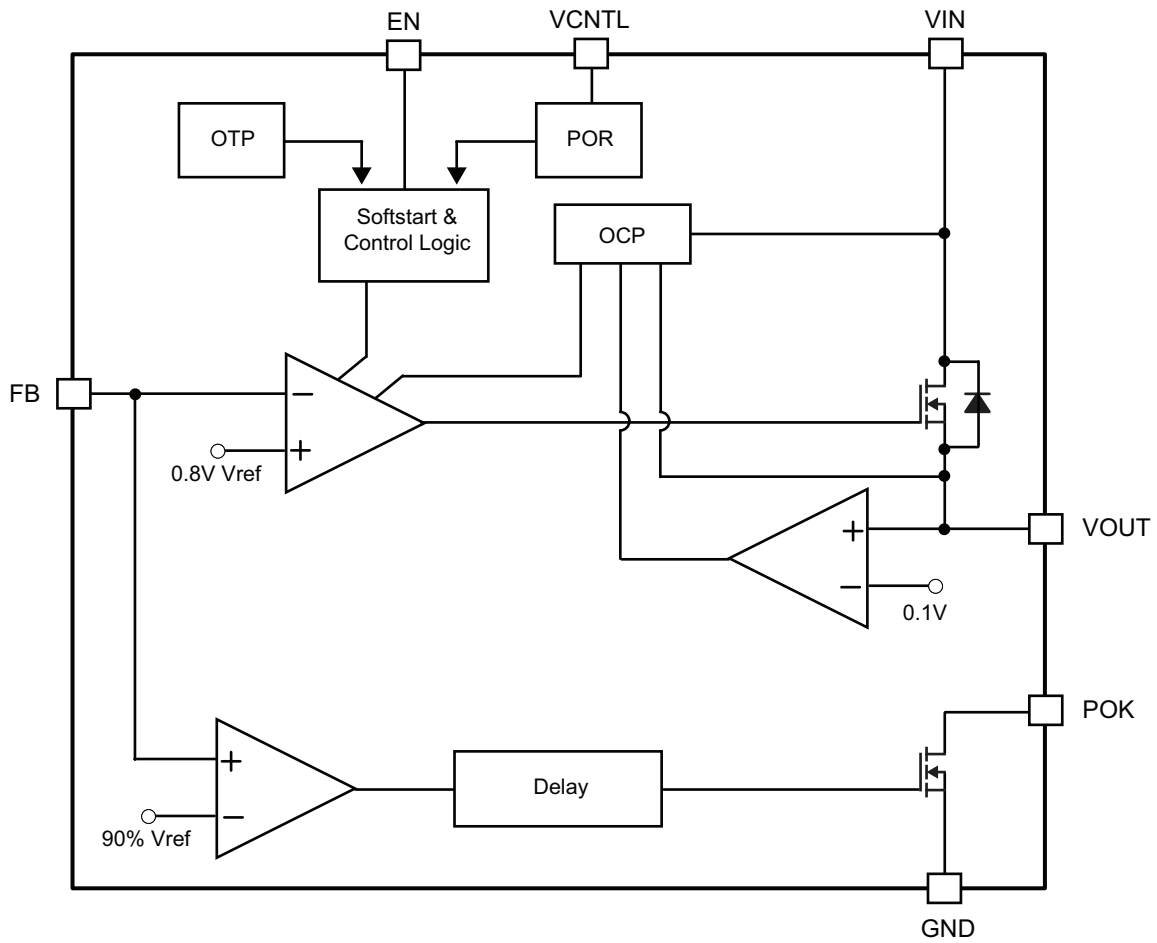 EN
VCNTL
VIN
OTP
POR
Softstart &
Control Logic
OCP
FB
−
+
0.8V Vref
+
VOUT
−
0.1V
POK
+
Delay
−
90% Vref
GND